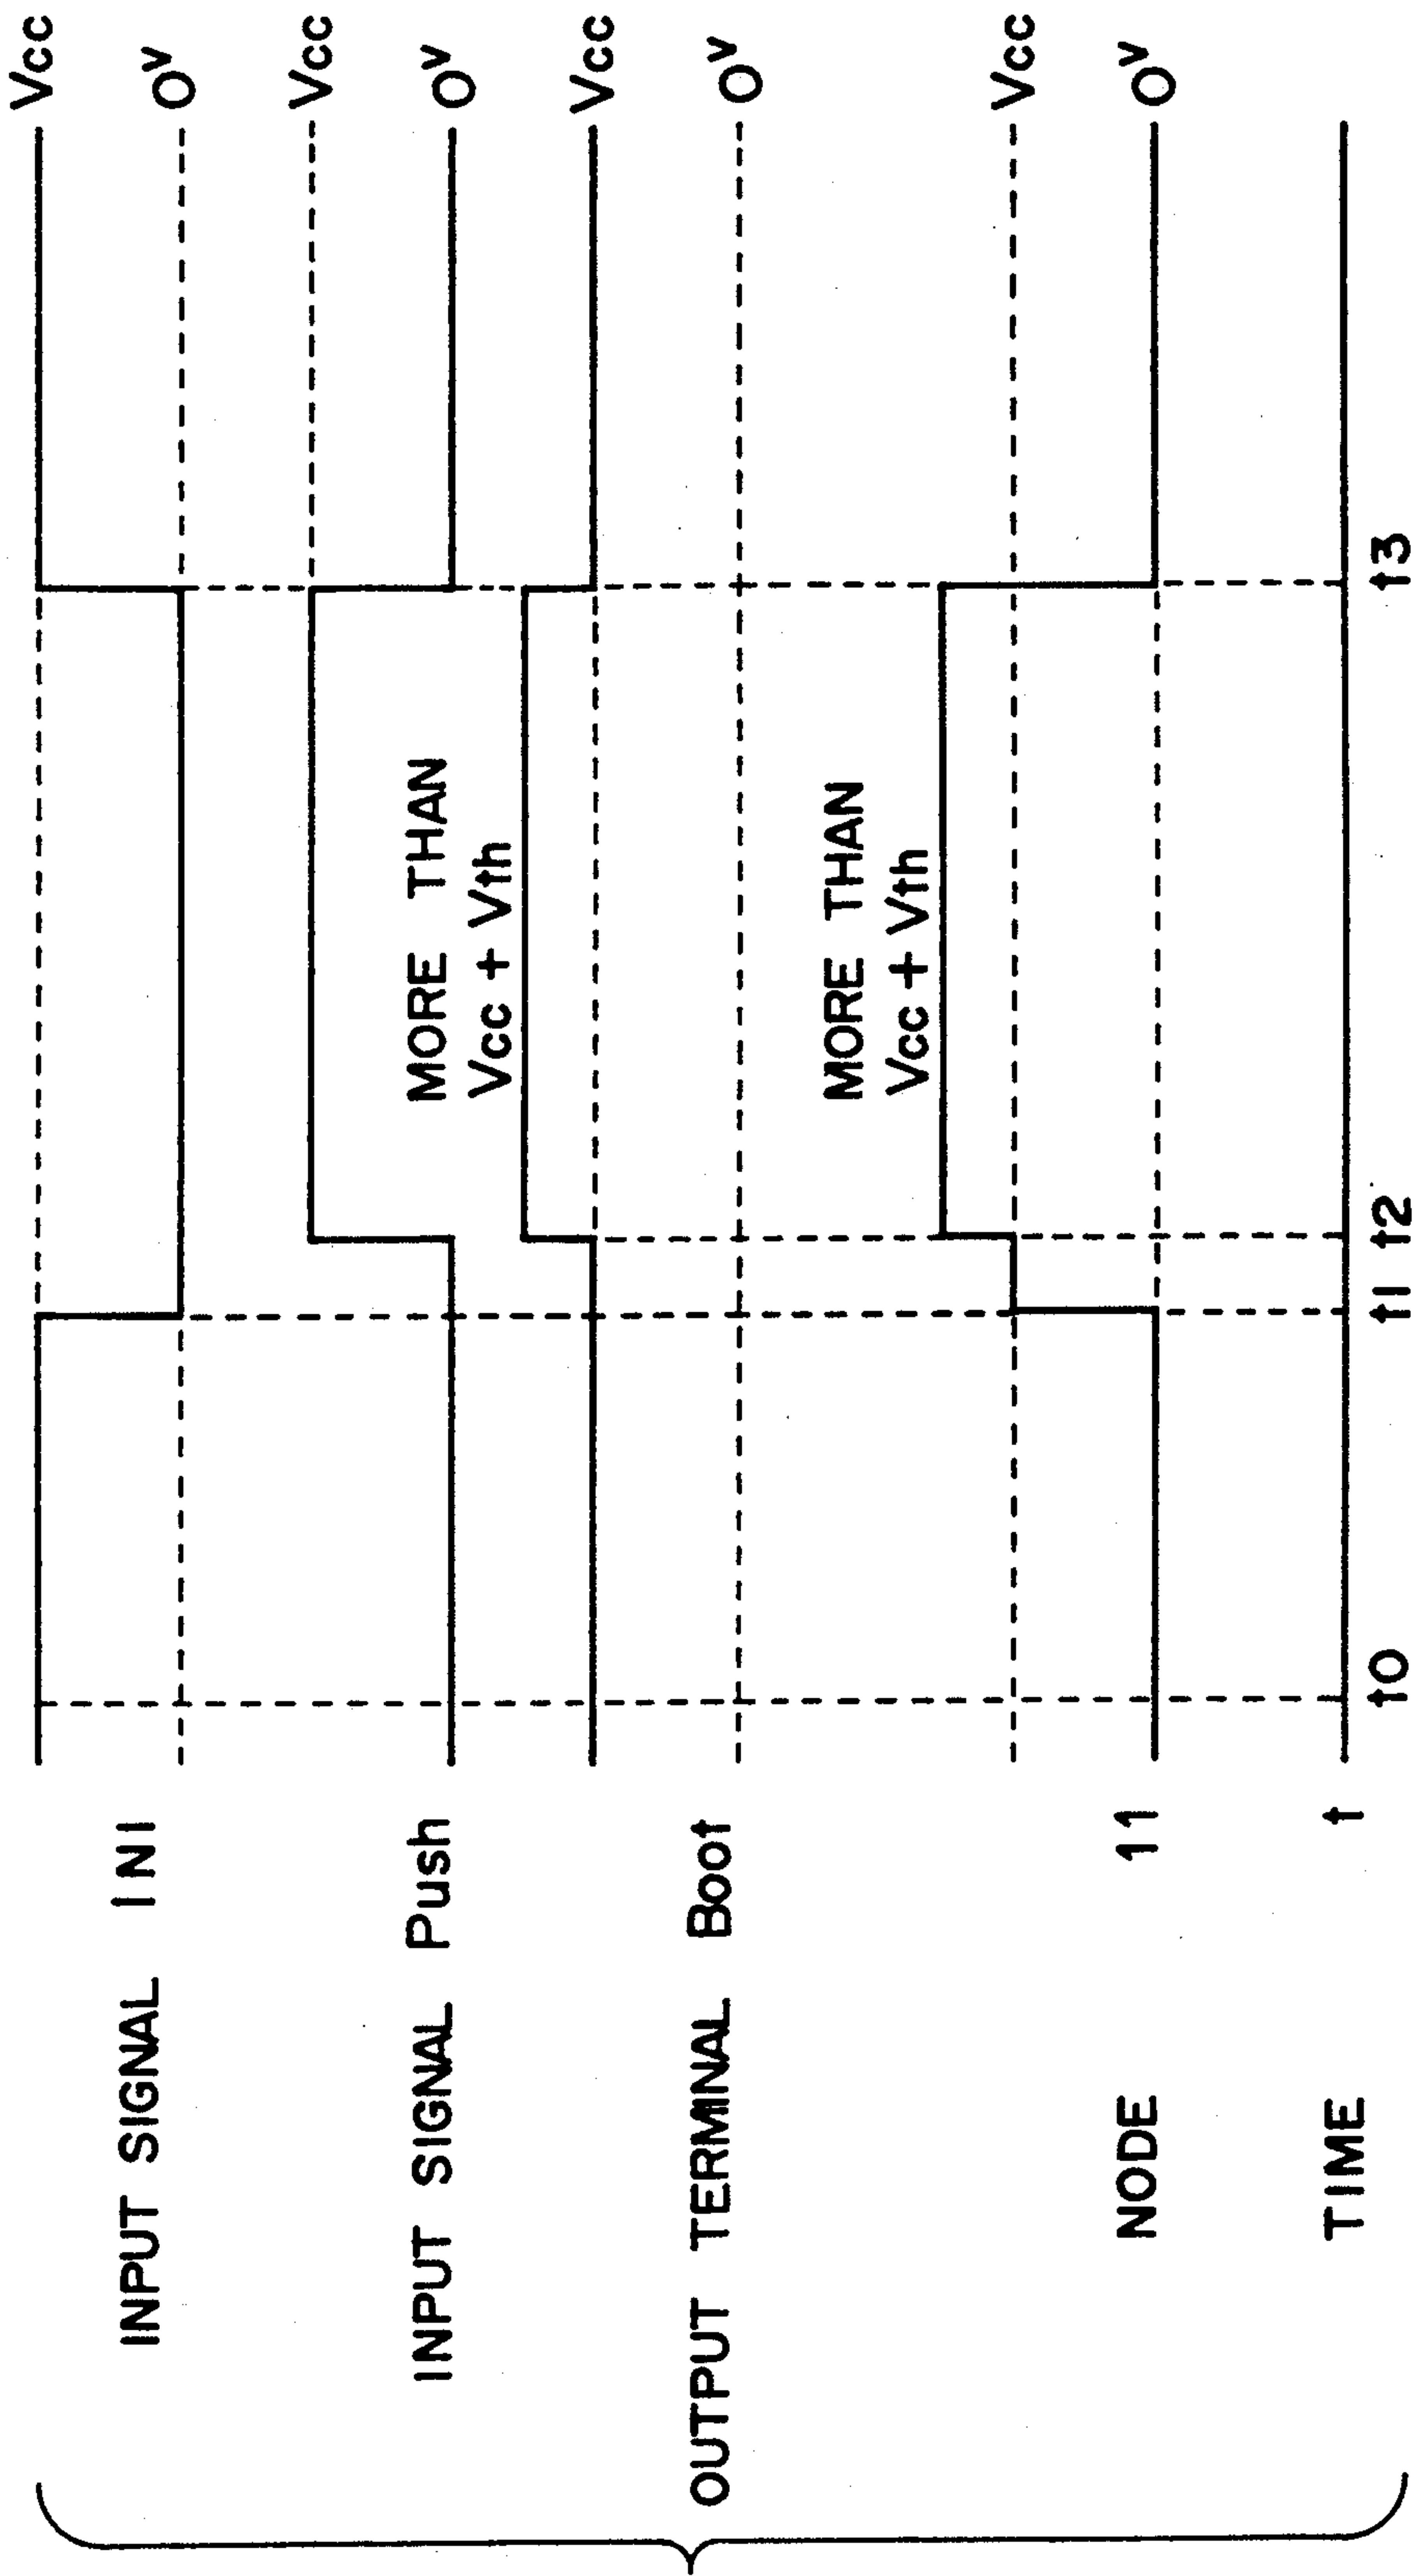 INPUT SIGNAL IN1
Vcc
0V
INPUT SIGNAL Push
Vcc
0V
MORE THAN
Vcc + Vth
OUTPUT TERMINAL Boot
Vcc
0V
MORE THAN
Vcc + Vth
NODE 11
Vcc
0V
TIME t
t0 t1 t2 t3